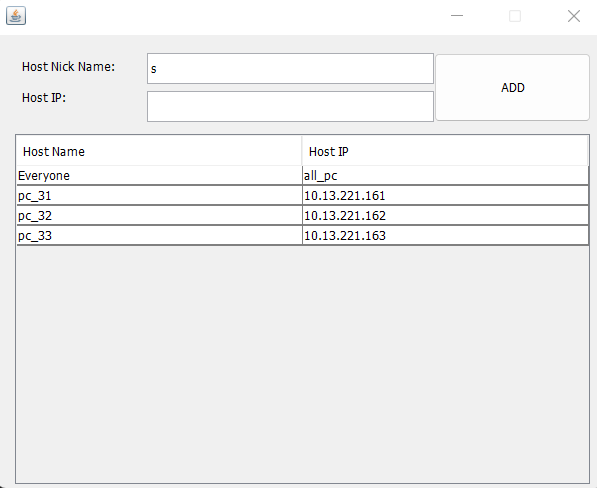 Host Nick Name: s
ADD
Host IP:
Host Name Host IP
Everyone all_pc
pc_31 10.13.221.161
pc_32 10.13.221.162
pc_33 10.13.221.163